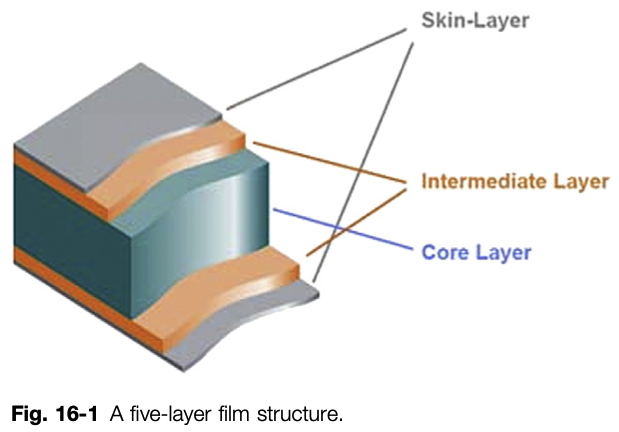 Skin-Layer
Intermediate Layer
Core Layer
Fig. 16-1 A five-layer film structure.